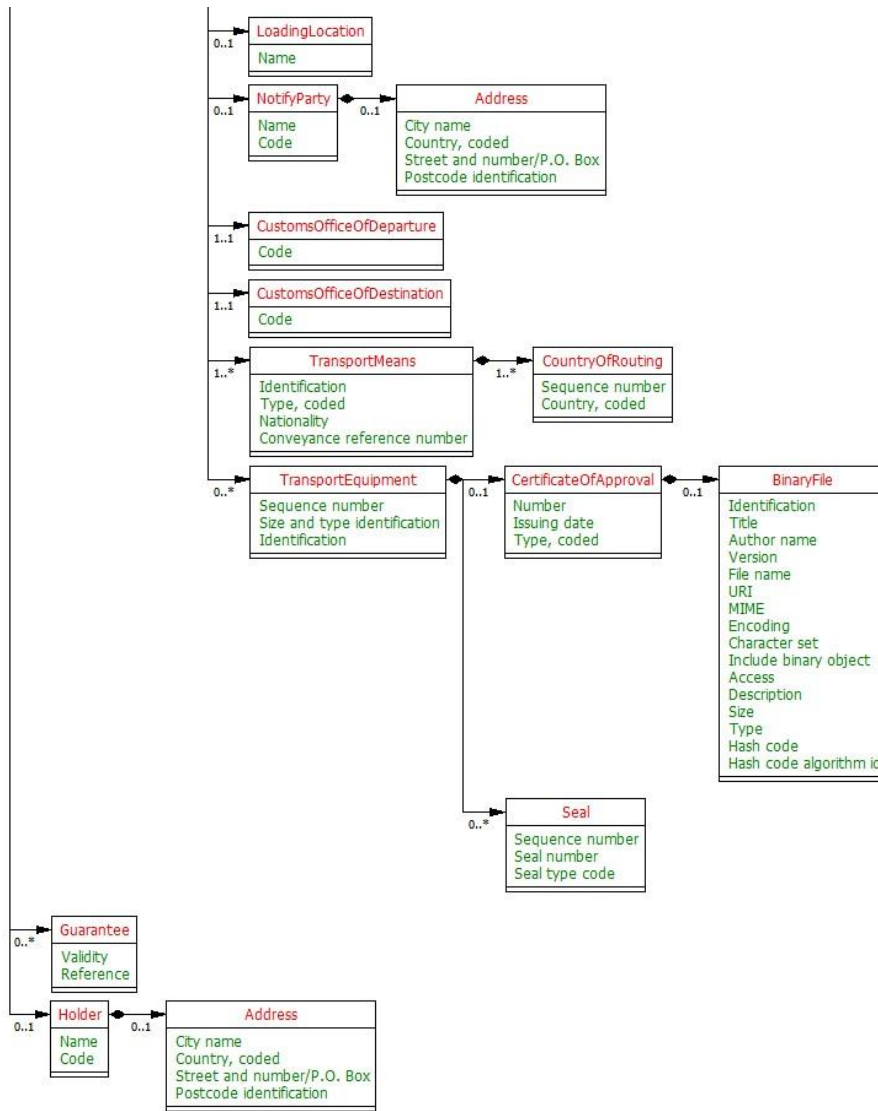 LoadingLocation
0..1
Name
NotifyParty
0..1
Name
Code
0..1
Address
City name
Country, coded
Street and number/P.O. Box
Postcode identification
CustomsOfficeOfDeparture
1..1
Code
CustomsOfficeOfDestination
1..1
Code
TransportMeans
1..*
Identification
Type, coded
Nationality
Conveyance reference number
1..*
CountryOfRouting
Sequence number
Country, coded
TransportEquipment
0..*
Sequence number
Size and type identification
Identification
0..1
CertificateOfApproval
Number
Issuing date
Type, coded
0..1
BinaryFile
Identification
Title
Author name
Version
File name
URI
MIME
Encoding
Character set
Include binary object
Access
Description
Size
Type
Hash code
Hash code algorithm id
0..*
Seal
Sequence number
Seal number
Seal type code
0..*
Guarantee
Validity
Reference
0..1
Holder
Name
Code
0..1
Address
City name
Country, coded
Street and number/P.O. Box
Postcode identification